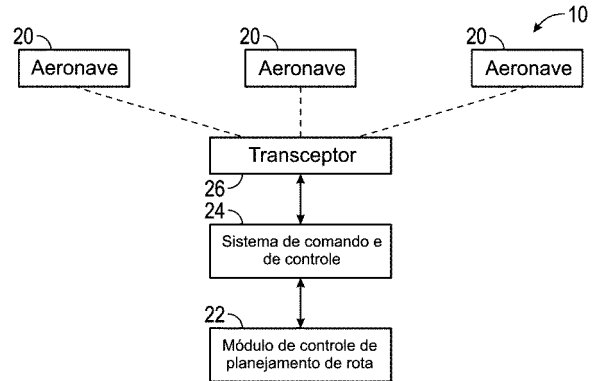 10
20
20
20
Aeronave
Aeronave
Aeronave
Transceptor
26
24
Sistema de comando e
de controle
22
Módulo de controle de
planejamento de rota